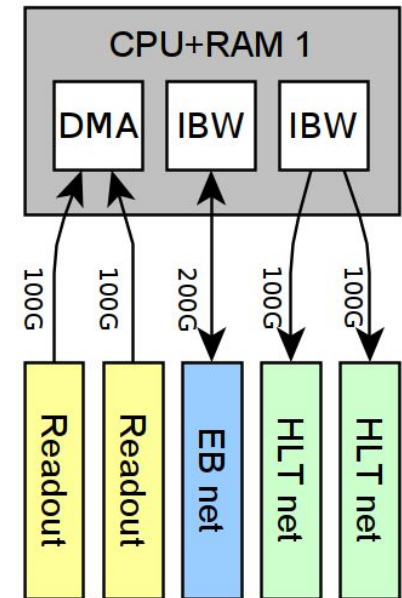 CPU+RAM 1
DMA
IBW
IBW
100G
100G
200G
100G
100G
Readout
Readout
EB net
HLT net
HLT net